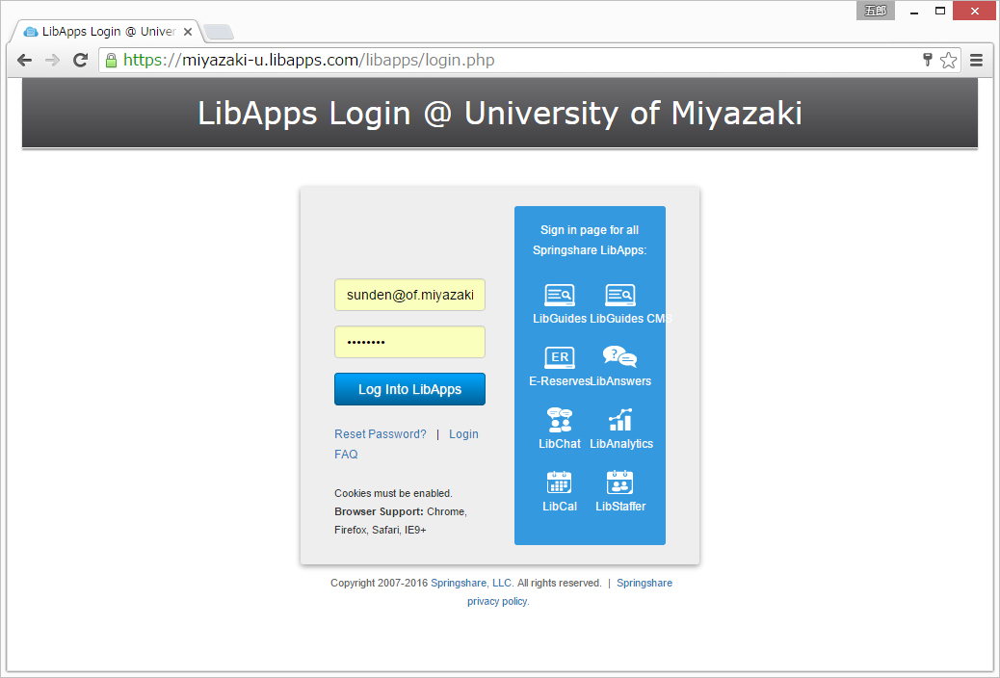 五郎
LibApps Login @ Univer
https://miyazaki-u.libapps.com/libapps/login.php
LibApps Login @ University of Miyazaki
sunden@of.miyazaki
••••••••
Log Into LibApps
Reset Password? | Login
FAQ
Cookies must be enabled.
Browser Support: Chrome,
Firefox, Safari, IE9+
Sign in page for all
Springshare LibApps:
LibGuides LibGuides CMS
ER
?
E-Reserves LibAnswers
LibChat LibAnalytics
LibCal LibStaffer
Copyright 2007-2016 Springshare, LLC. All rights reserved. | Springshare
privacy policy.